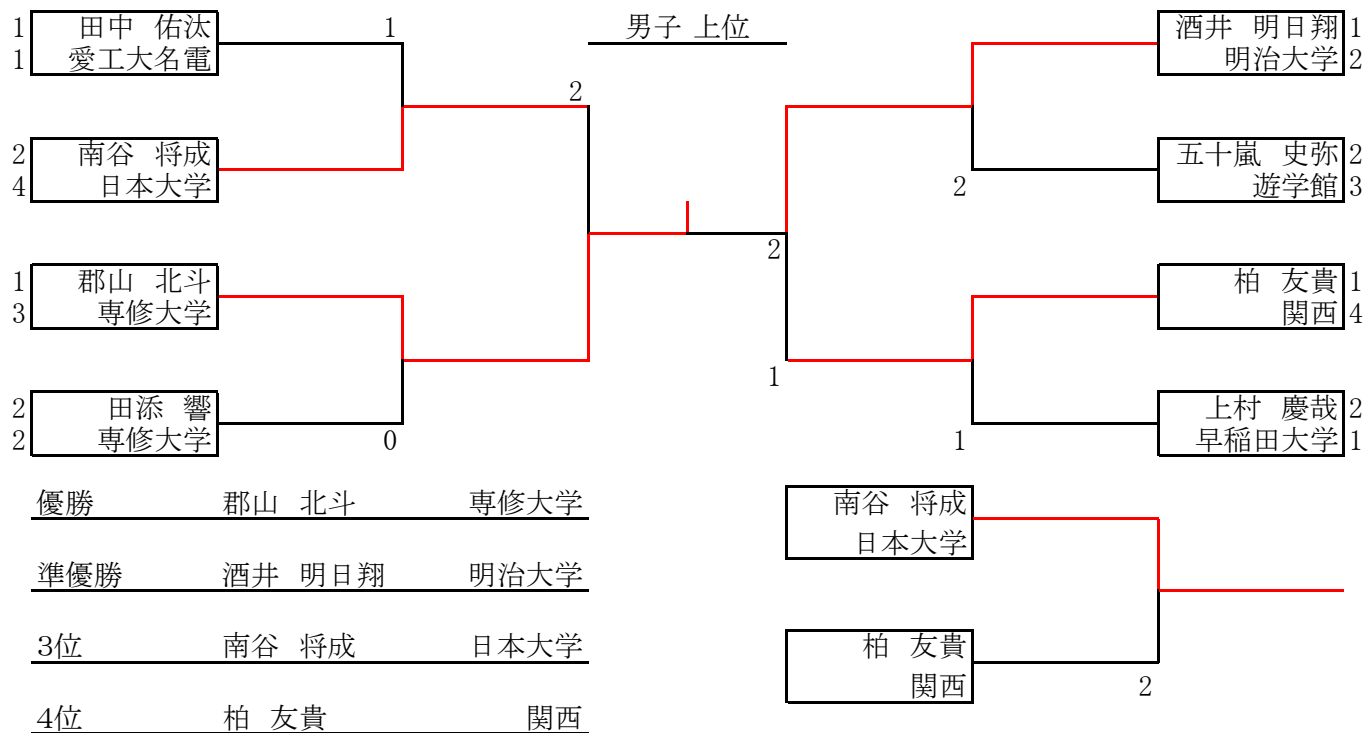 男子 上位
1 田中 佑汰 1
1 愛工大名電
2
2 南谷 将成
4 日本大学
1 郡山 北斗
3 専修大学
2 田添 響
2 専修大学 0
酒井 明日翔 1
明治大学 2
五十嵐 史弥 2
2 遊学館 3
2
柏 友貴 1
関西 4
1
上村 慶哉 2
1 早稲田大学 1
優勝 郡山 北斗 専修大学
準優勝 酒井 明日翔 明治大学
3位 南谷 将成 日本大学
4位 柏 友貴 関西
南谷 将成
日本大学
柏 友貴
関西 2